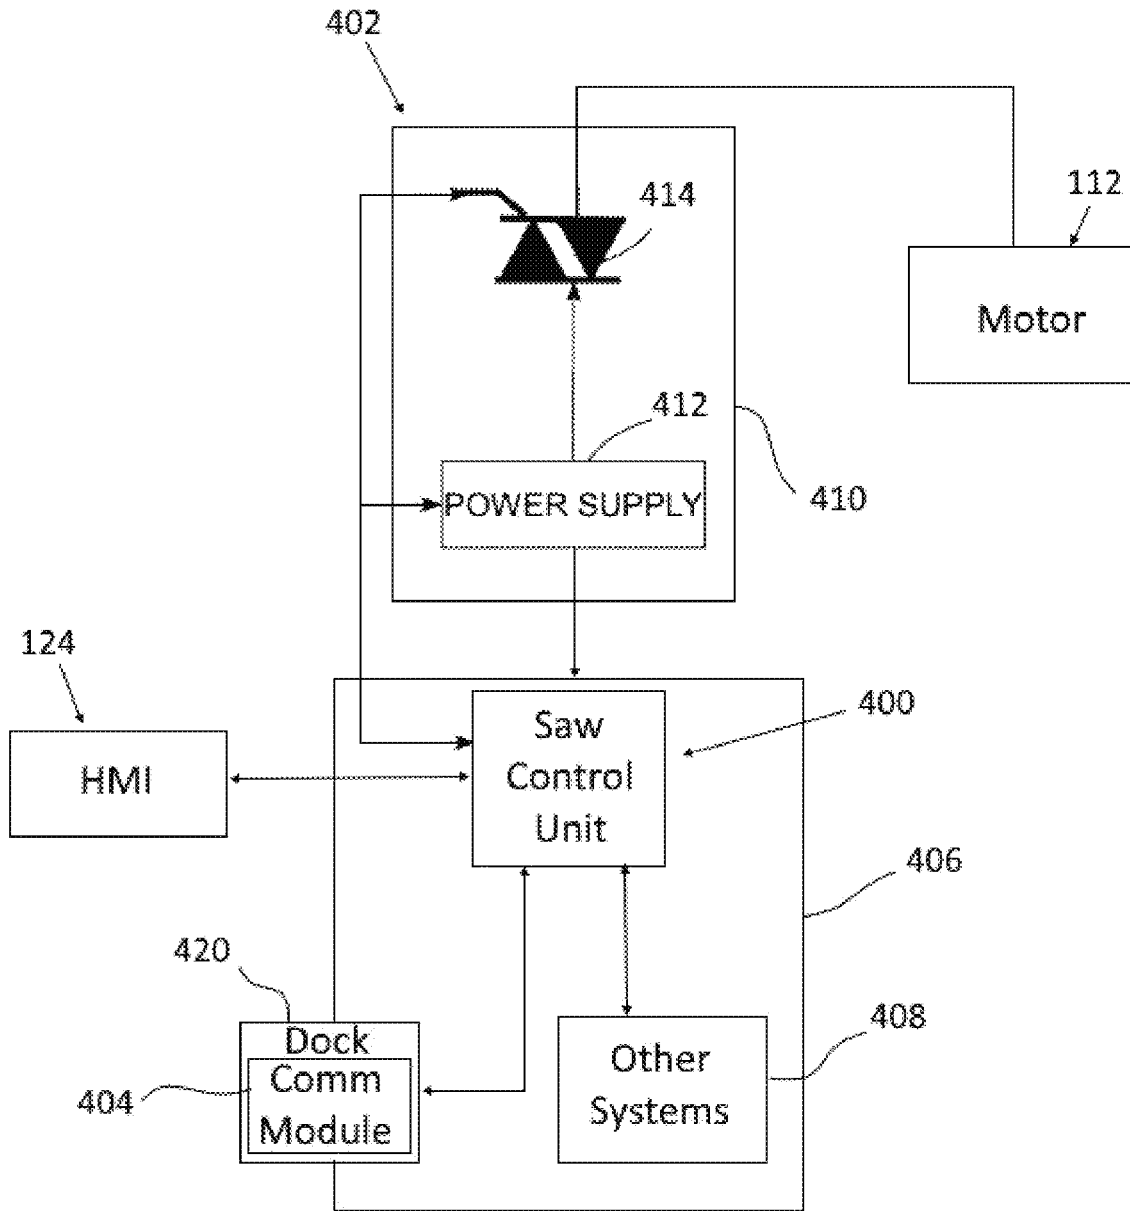 402
414
112
Motor
412
POWER SUPPLY
410
124
HMI
Saw
Control
Unit
400
406
420
Dock
Comm
Module
404
Other
Systems
408